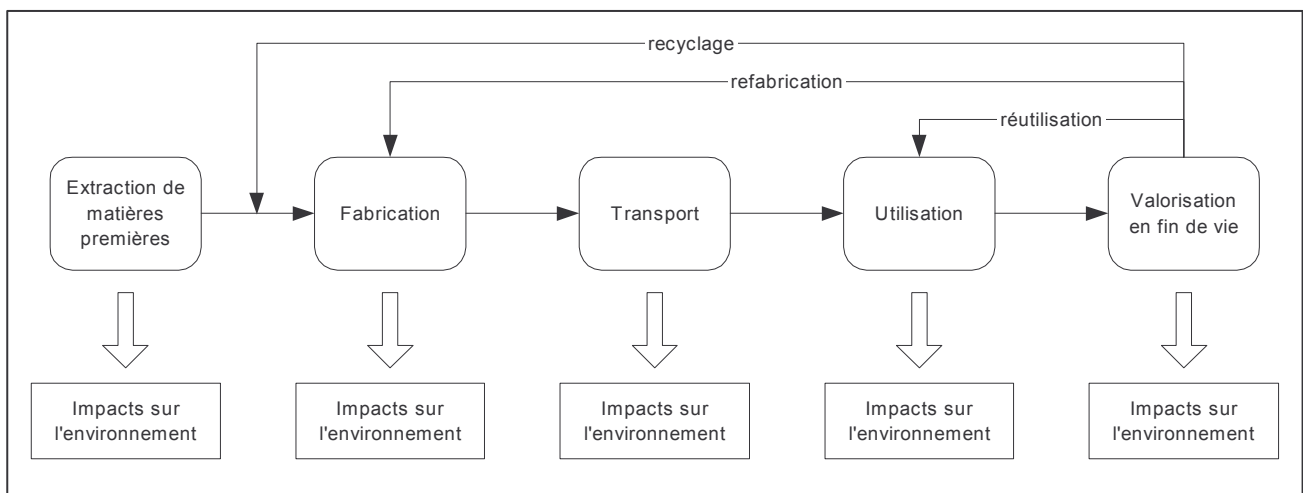 recyclage
refabrication
réutilisation
Extraction de
matières
premières
Fabrication
Transport
Utilisation
Valorisation
en fin de vie
Impacts sur
l'environnement
Impacts sur
l'environnement
Impacts sur
l'environnement
Impacts sur
l'environnement
Impacts sur
l'environnement